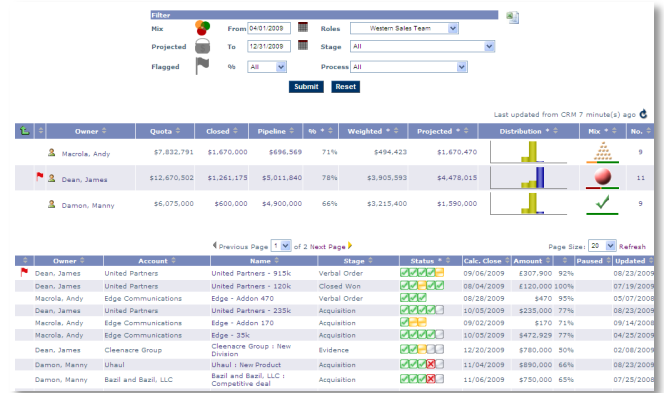 Filter
Mix From 04/01/2009 Roles Western Sales Team
Projected To 12/31/2009 Stage All
Flagged % All Process All
Submit Reset
Last updated from CRM 7 minute(s) ago
Owner Quota Closed Pipeline % * Weighted * Projected * Distribution * Mix * No.
Macrola, Andy $7,832,791 $1,670,000 $696,569 71% $494,423 $1,670,470 9
Dean, James $12,670,502 $1,261,175 $5,011,840 78% $3,905,593 $4,478,015 11
Damon, Manny $6,075,000 $600,000 $4,900,000 66% $3,215,400 $1,590,000 9
Previous Page 1 of 2 Next Page Page Size: 20 Refresh
Owner Account Name Stage Status * Calc. Close Amount Paused Updated
Dean, James United Partners United Partners - 915k Verbal Order 09/06/2009 £307,900 92% 08/23/2009
Dean, James United Partners United Partners - 120k Closed Won 08/04/2009 £120,000 100% 07/19/2009
Macrola, Andy Edge Communications Edge - Addon 470 Verbal Order 08/28/2009 $470 95% 05/07/2008
Dean, James United Partners United Partners - 235k Acquisition 10/05/2009 $235,000 77% 08/23/2009
Macrola, Andy Edge Communications Edge - Addon 170 Acquisition 09/02/2009 $170 71% 09/14/2008
Macrola, Andy Edge Communications Edge - 35k Acquisition 10/05/2009 $472,929 77% 04/25/2009
Dean, James Cleenacre Group Cleenacre Group : New Division Evidence 12/20/2009 $780,000 50% 02/08/2009
Damon, Manny Uhaul Uhaul : New Product Acquisition 11/04/2009 $890,000 66% 08/23/2009
Damon, Manny Bazil and Bazil, LLC Bazil and Bazil, LLC : Competitive deal Acquisition 11/06/2009 $750,000 65% 07/25/2008